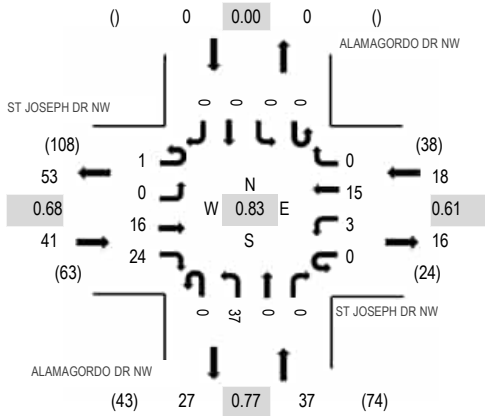 () 0 0.00 0 ()
ALAMAGORDO DR NW
ST JOSEPH DR NW
0 0 0 0
(108) (38)
53 1 0 18
0.68 0 N 15 0.61
W 0.83 E
41 16 S 3 16
(63) 24 0 (24)
0 37 0 0
ST JOSEPH DR NW
ALAMAGORDO DR NW
(43) 27 0.77 37 (74)